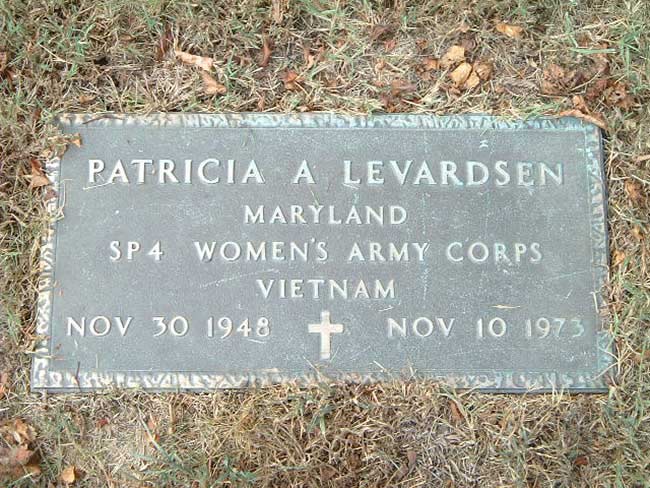 PATRICIA A LEVARDSEN
MARYLAND
SP4 WOMEN'S ARMY CORPS
VIETNAM
NOV 30 1948 NOV 10 1973